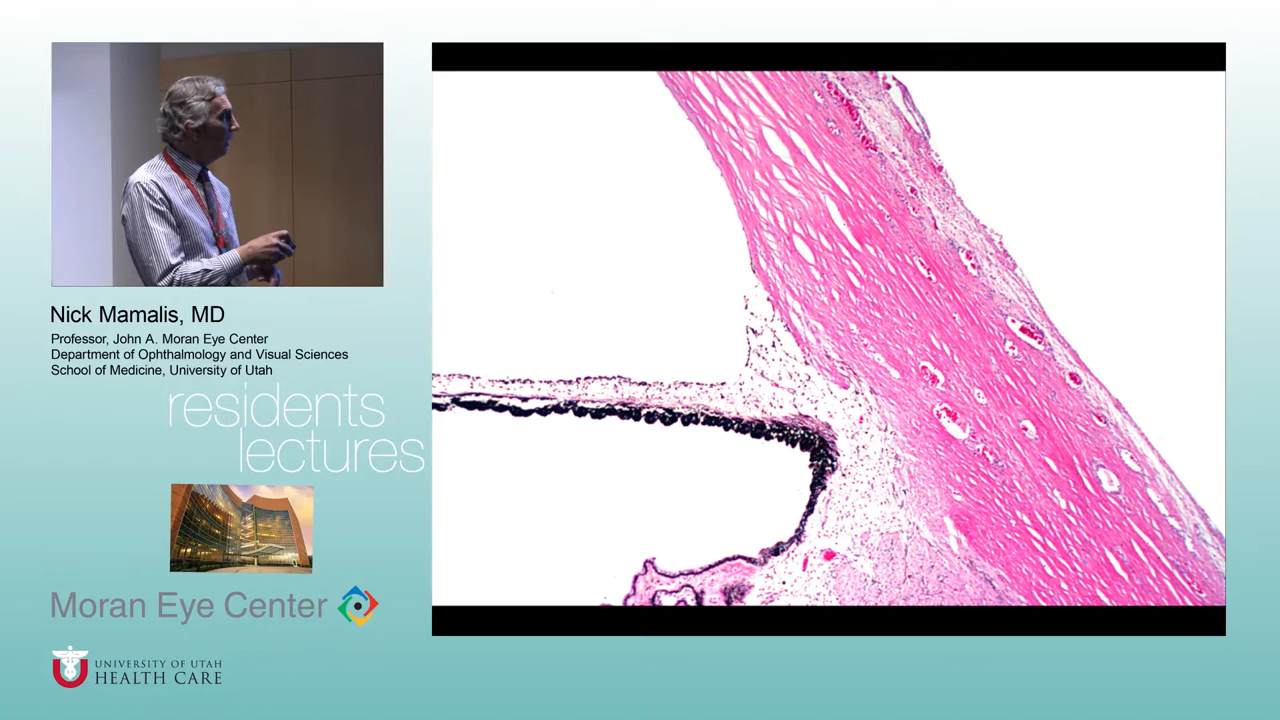 Nick Mamalis, MD
Professor, John A. Moran Eye Center
Department of Ophthalmology and Visual Sciences
School of Medicine, University of Utah
residents
lectures
Moran Eye Center
UNIVERSITY OF UTAH
HEALTH CARE